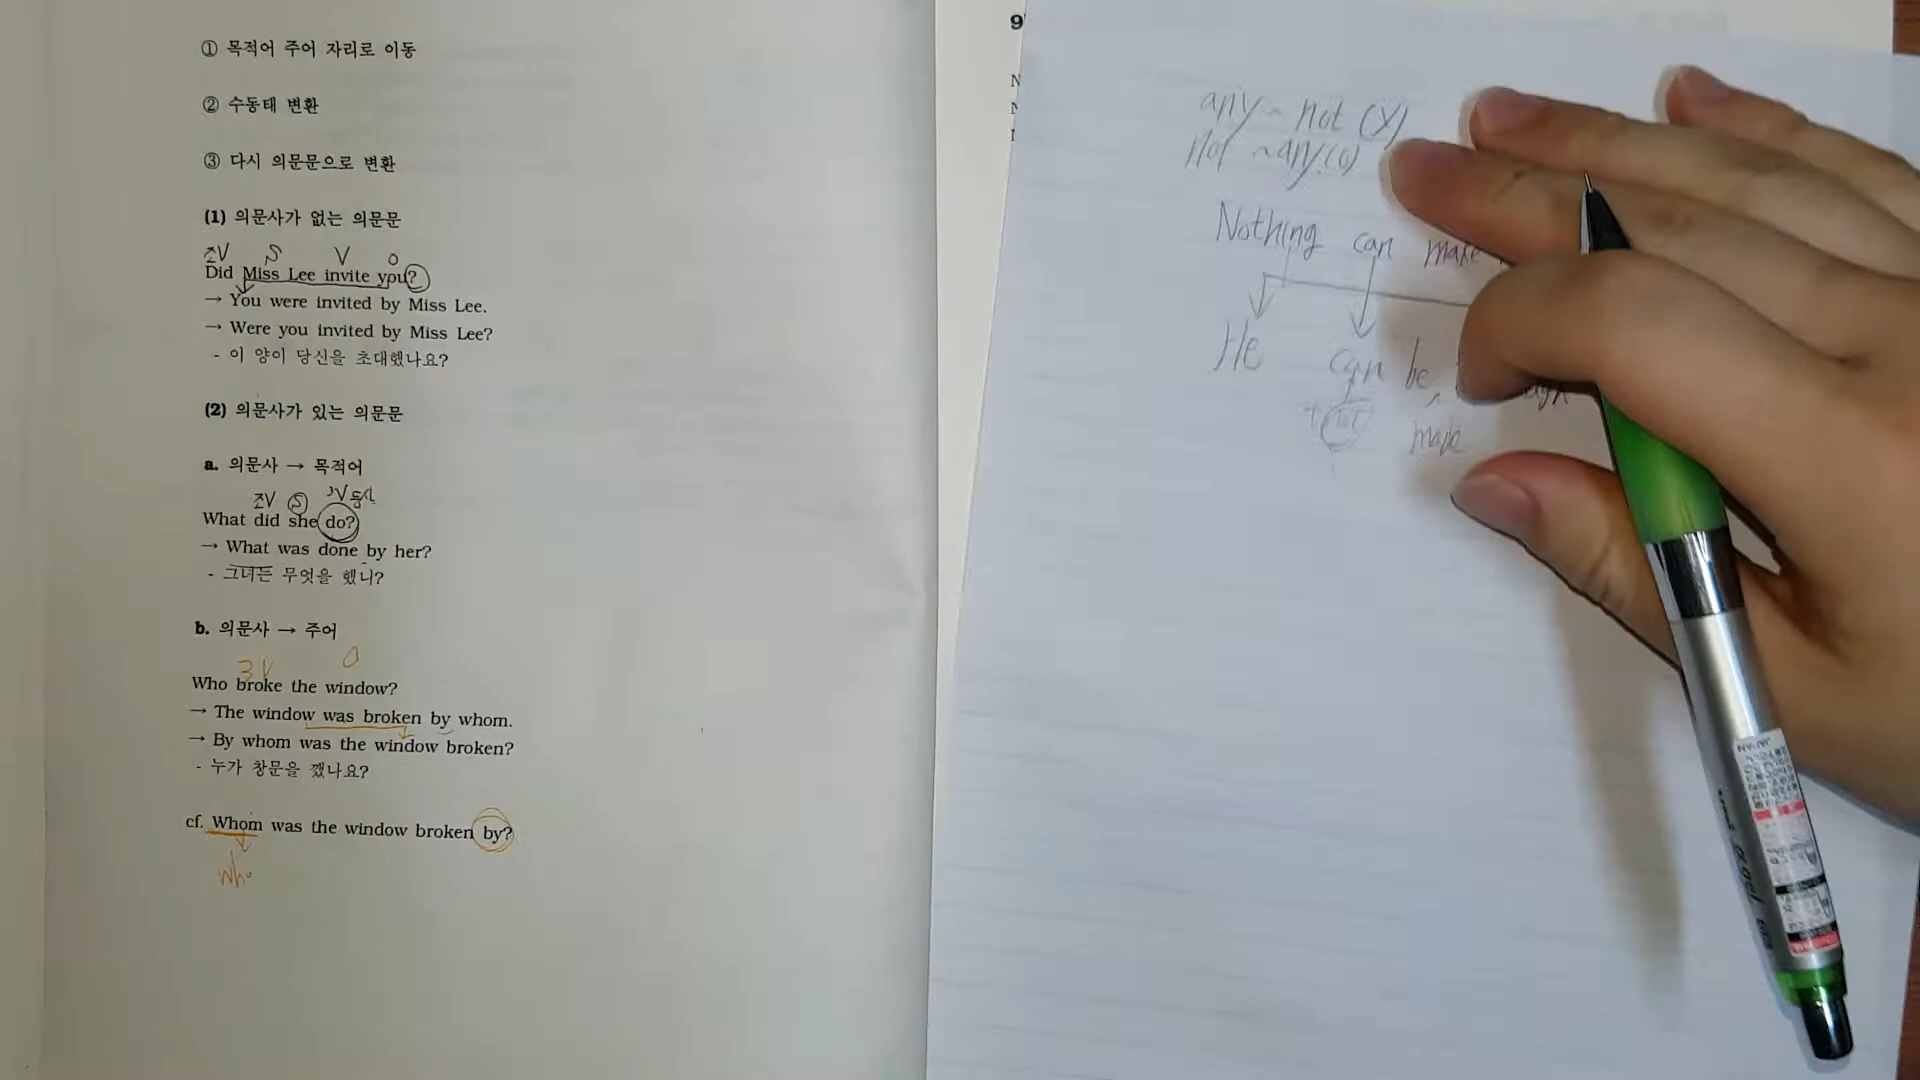 ① 목적어 주어 자리로 이동
② 수동태 변환
③ 다시 의문문으로 변환
(1) 의문사가 없는 의문문
조V S V O
Did Miss Lee invite you?
→ You were invited by Miss Lee.
→ Were you invited by Miss Lee?
- 이 양이 당신을 초대했나요?
(2) 의문사가 있는 의문문
a. 의문사 → 목적어
조V S 3V동사
What did she do?
→ What was done by her?
- 그녀는 무엇을 했니?
b. 의문사 → 주어
3V O
Who broke the window?
→ The window was broken by whom.
→ By whom was the window broken?
- 누가 창문을 깼나요?
cf. Whom was the window broken by?
Who
9
any ~ not (X)
not ~ any (O)
Nothing can make
He can be
not made